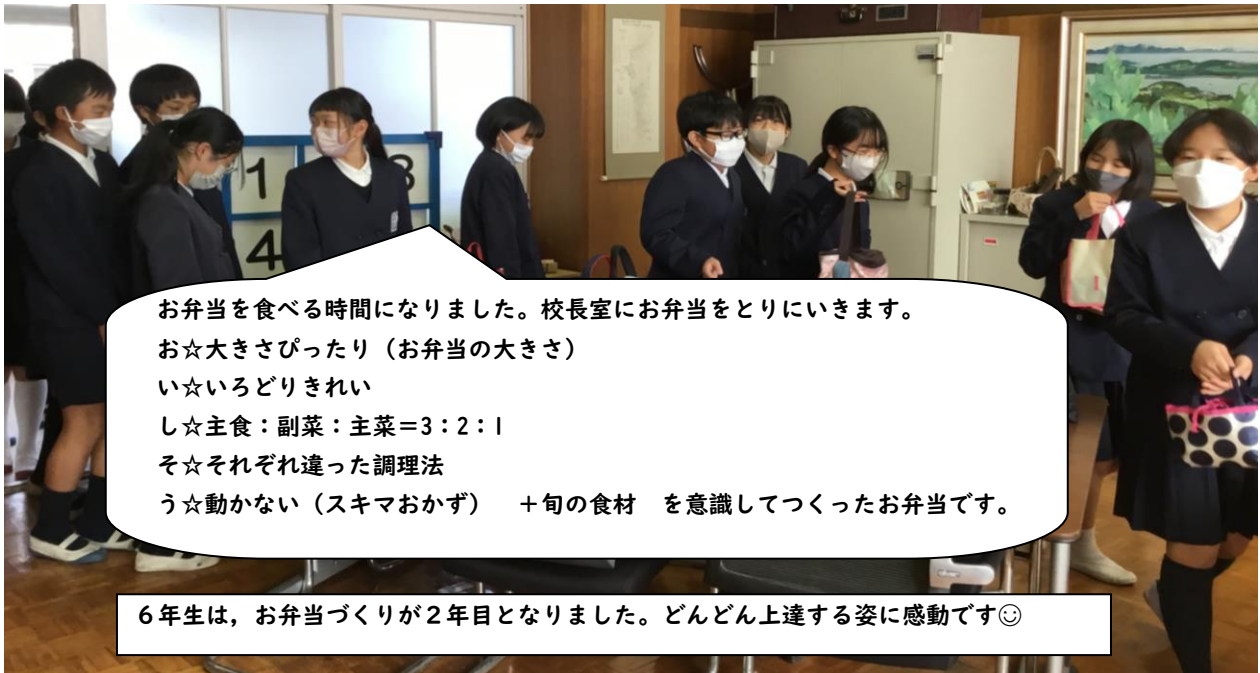 1 3
4
お弁当を食べる時間になりました。校長室にお弁当をとりにいきます。
お☆大きさぴったり（お弁当の大きさ）
い☆いろどりきれい
し☆主食：副菜：主菜＝3：2：1
そ☆それぞれ違った調理法
う☆動かない（スキマおかず）　＋旬の食材　を意識してつくったお弁当です。
６年生は，お弁当づくりが２年目となりました。どんどん上達する姿に感動です☺